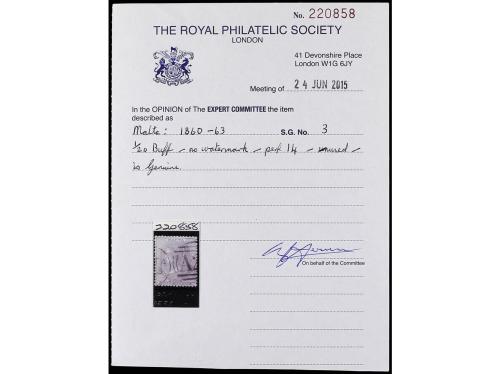 No. 220858
THE ROYAL PHILATELIC SOCIETY
LONDON
41 Devonshire Place
London W1G 6JY
Meeting of 24 JUN 2015
In the OPINION of The EXPERT COMMITTEE the item
described as
Malta: 1860-63 S.G. No. 3
½d Buff - no watermark - perf 14 - used -
is Genuine.
220858
On behalf of the Committee